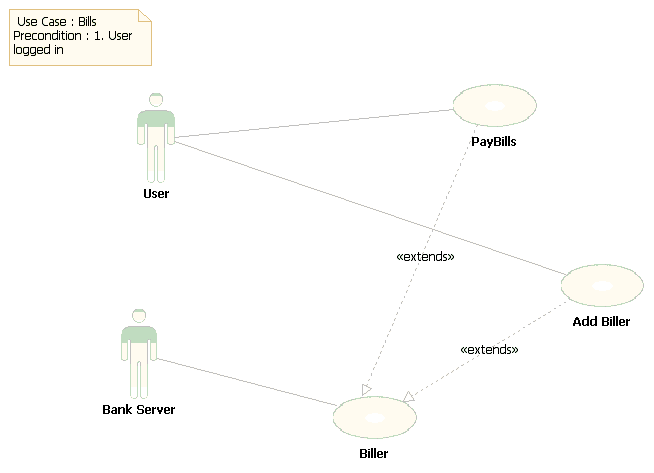 Use Case : Bills
Precondition : 1. User
logged in
PayBills
User
«extends»
Add Biller
«extends»
Bank Server
Biller